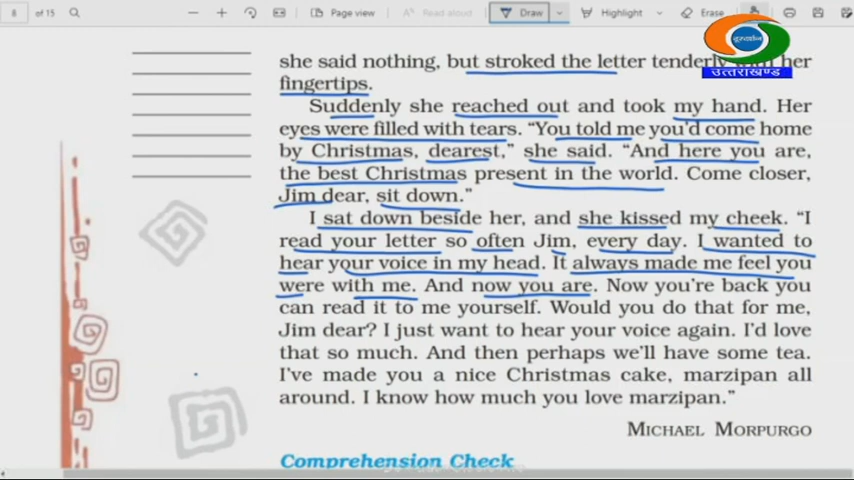 8 of 15
Page view
Read aloud
Draw
Highlight
Erase
दूरदर्शन
उत्तराखण्ड
she said nothing, but stroked the letter tenderly with her
fingertips.
Suddenly she reached out and took my hand. Her
eyes were filled with tears. “You told me you’d come home
by Christmas, dearest,” she said. “And here you are,
the best Christmas present in the world. Come closer,
Jim dear, sit down.”
I sat down beside her, and she kissed my cheek. “I
read your letter so often Jim, every day. I wanted to
hear your voice in my head. It always made me feel you
were with me. And now you are. Now you’re back you
can read it to me yourself. Would you do that for me,
Jim dear? I just want to hear your voice again. I’d love
that so much. And then perhaps we’ll have some tea.
I’ve made you a nice Christmas cake, marzipan all
around. I know how much you love marzipan.”
MICHAEL MORPURGO
Comprehension Check